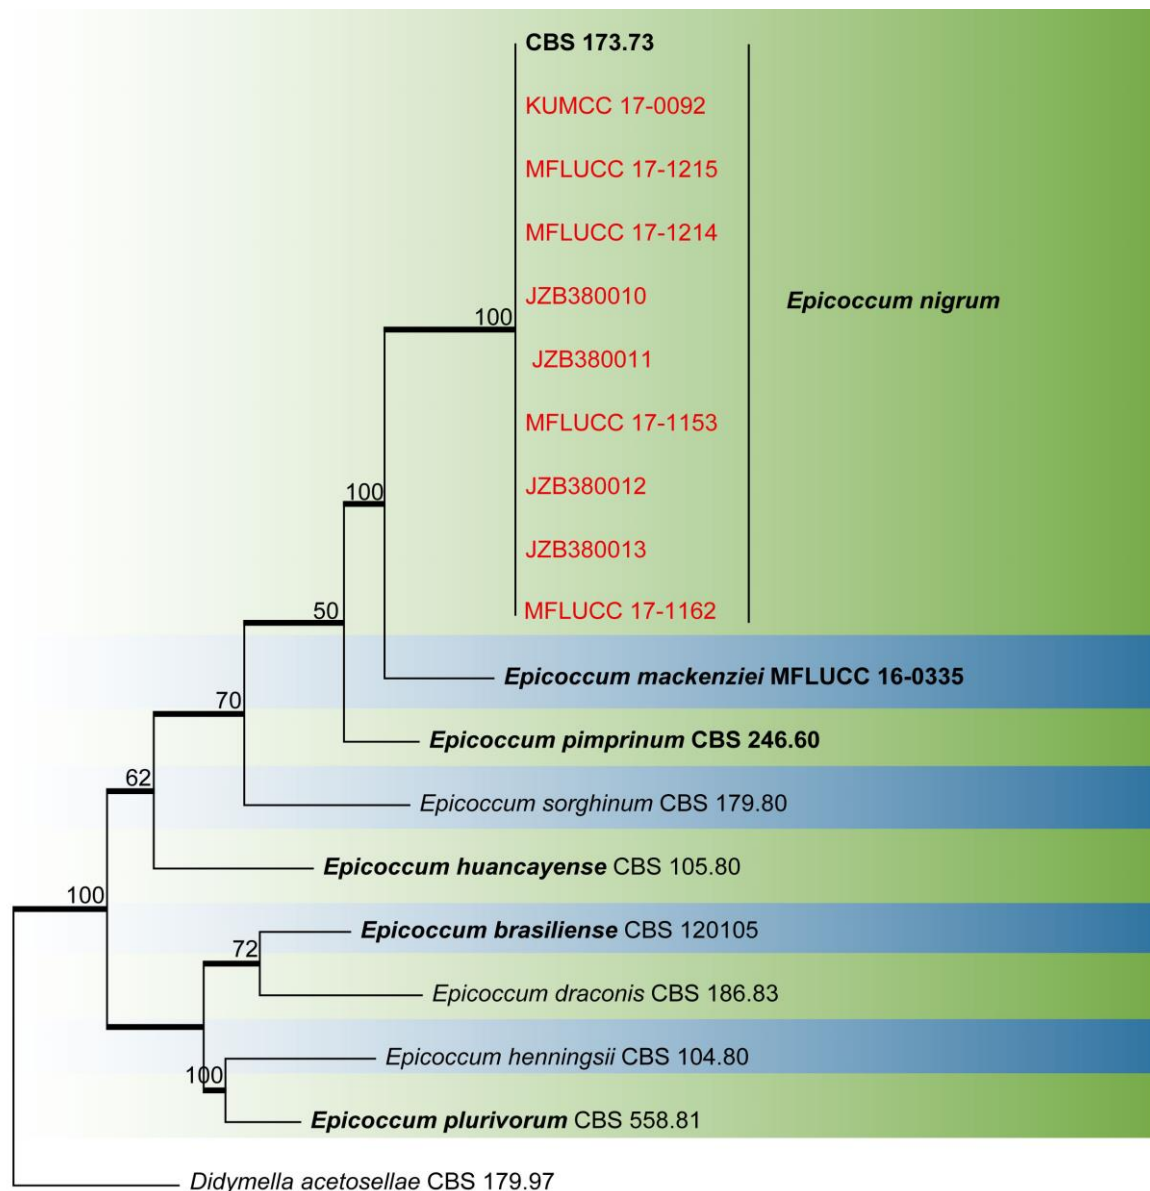 CBS 173.73
KUMCC 17-0092
MFLUCC 17-1215
MFLUCC 17-1214
JZB380010
Epicoccum nigrum
100
JZB380011
MFLUCC 17-1153
JZB380012
100
JZB380013
MFLUCC 17-1162
50
Epicoccum mackenziei MFLUCC 16-0335
70
Epicoccum pimprinum CBS 246.60
62
Epicoccum sorghinum CBS 179.80
Epicoccum huancayense CBS 105.80
100
Epicoccum brasiliense CBS 120105
72
Epicoccum draconis CBS 186.83
Epicoccum henningsii CBS 104.80
100
Epicoccum plurivorum CBS 558.81
Didymella acetosellae CBS 179.97